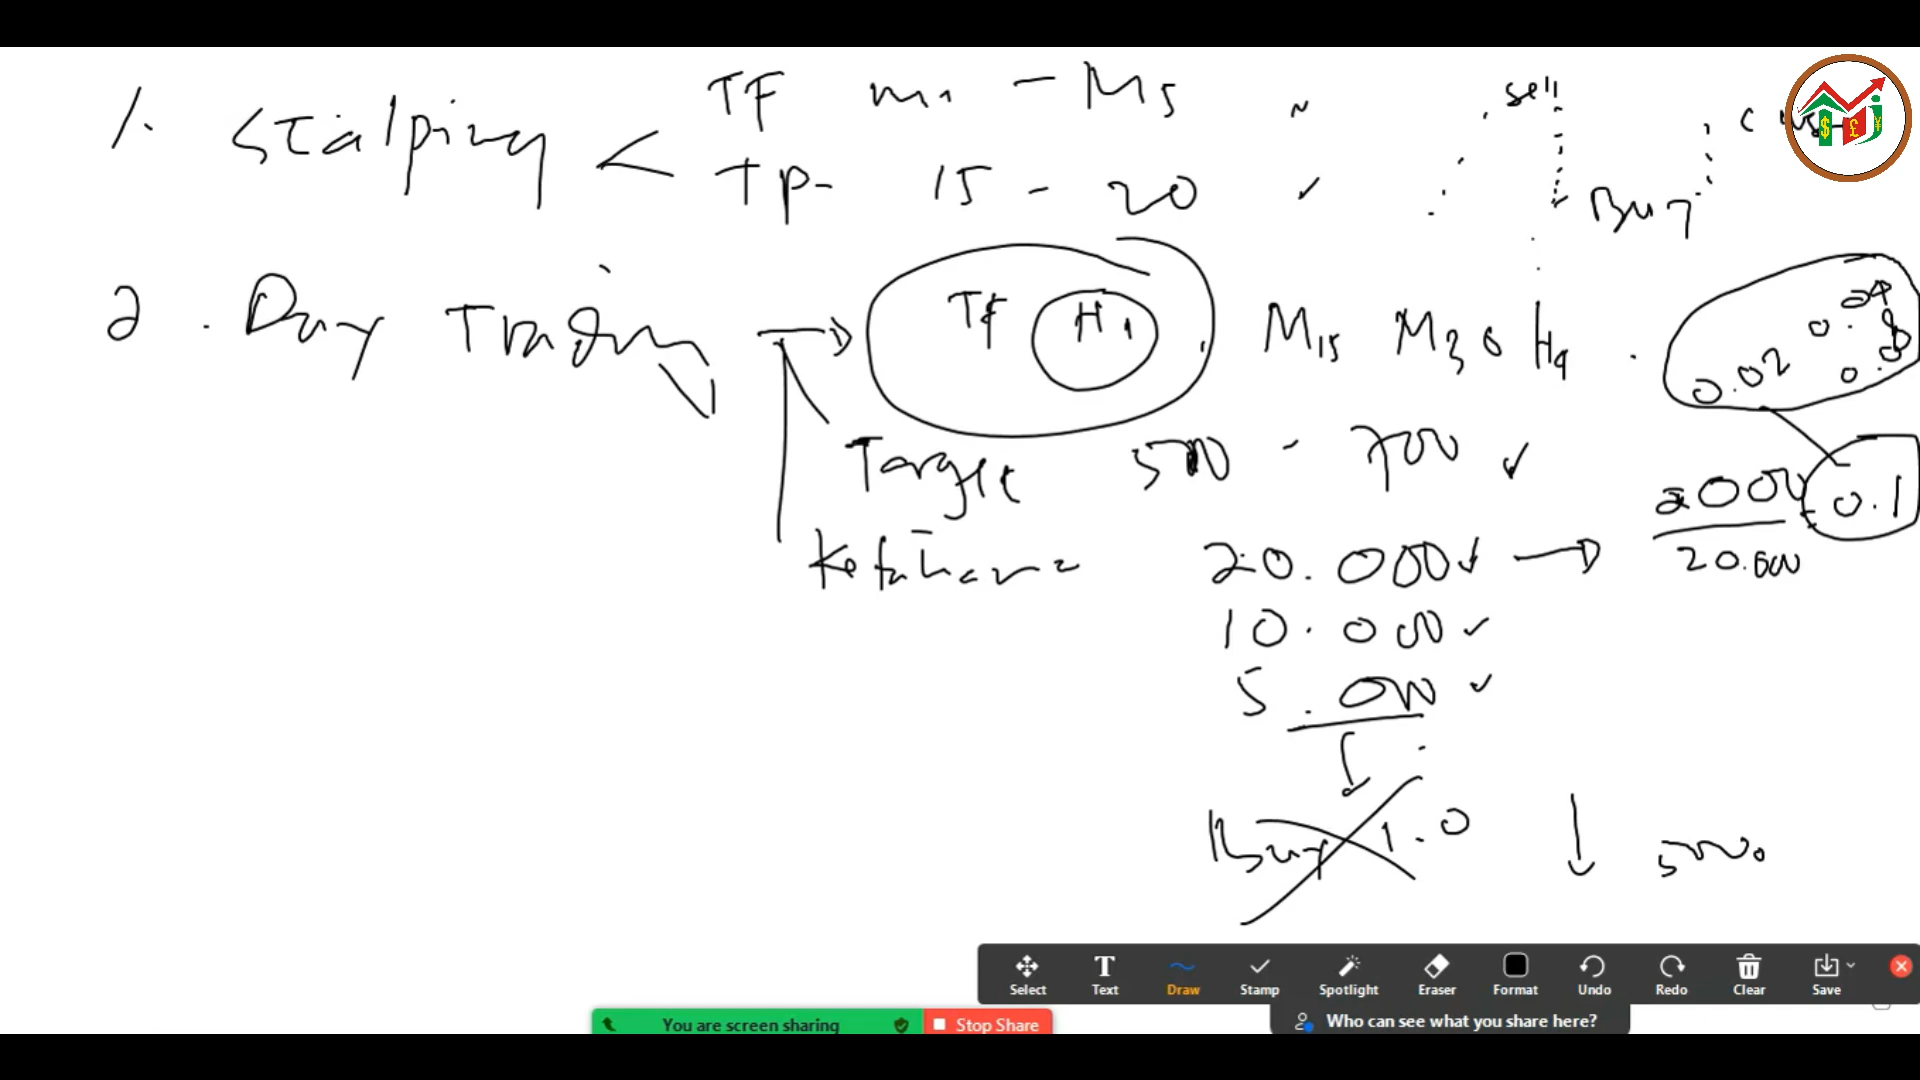 1. Scalping < TF M1 - M5
TP - 15 - 20
sell
Buy
2. Day Trading → TF H1 M15 M30 H4
0.02
0.04
0.08
Target 500 - 700 ✓
2000
20.000
= 0.1
Ketahana 20.000 ✓ →
10.000 ✓
5.000 ✓
Buy 1.0 ↓ 5000
Select
Text
Draw
Stamp
Spotlight
Eraser
Format
Undo
Redo
Clear
Save
You are screen sharing
Stop Share
Who can see what you share here?